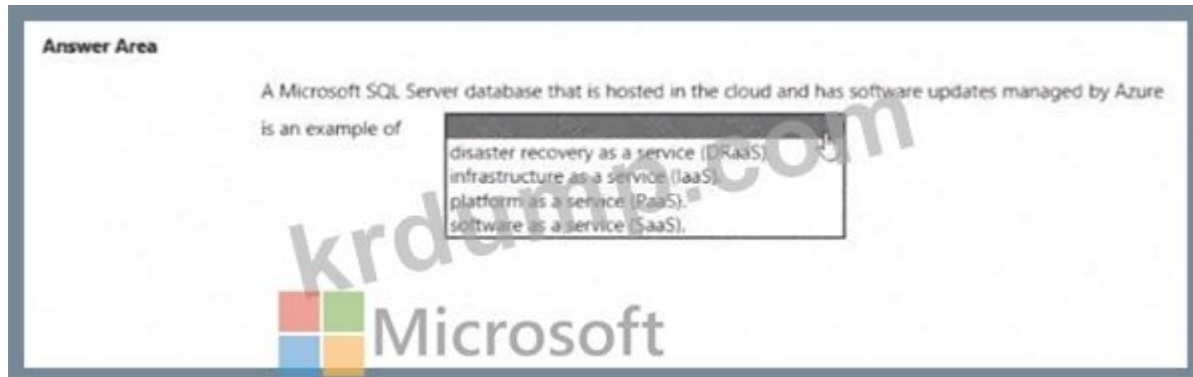 Answer Area
A Microsoft SQL Server database that is hosted in the cloud and has software updates managed by Azure
is an example of
disaster recovery as a service (DRaaS).
infrastructure as a service (IaaS).
platform as a service (PaaS).
software as a service (SaaS).
krdump.com
Microsoft